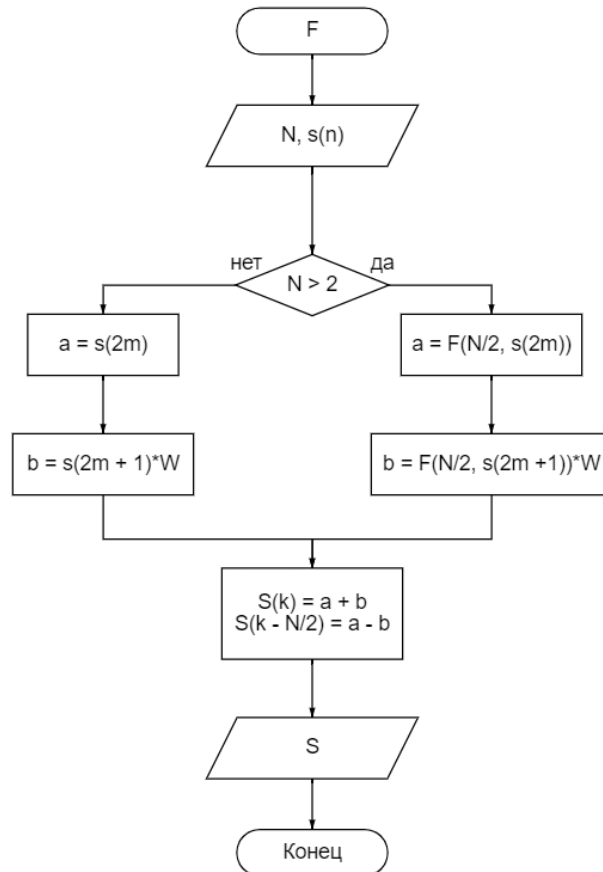 F
N, s(n)
нет
да
N > 2
a = s(2m)
a = F(N/2, s(2m))
b = s(2m + 1)*W
b = F(N/2, s(2m +1))*W
S(k) = a + b
S(k - N/2) = a - b
S
Конец